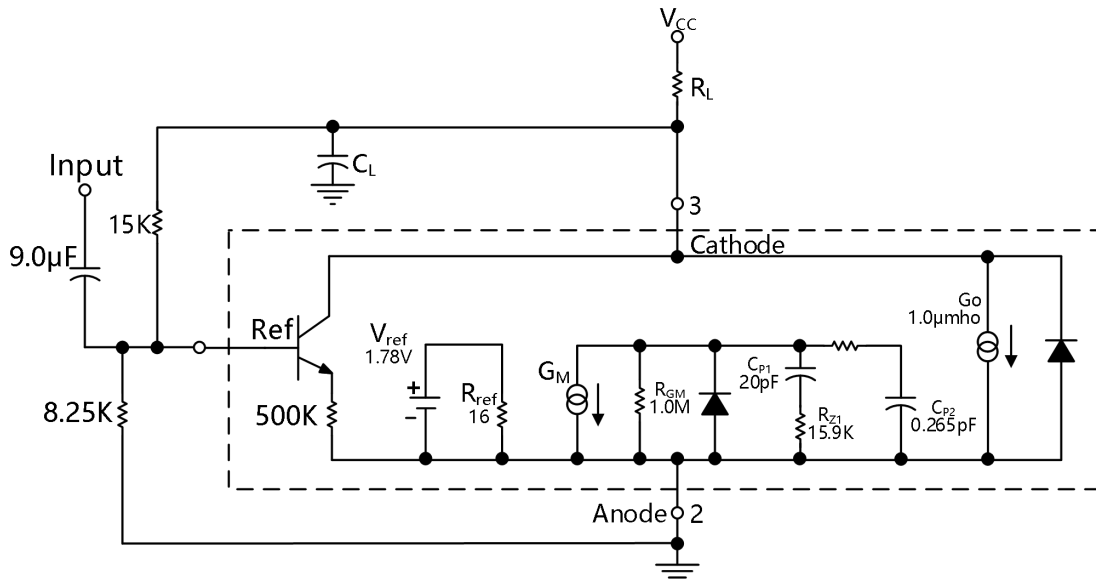 VCC
RL
CL
Input
15K
9.0µF
3
Cathode
Ref
Vref
1.78V
+
–
Rref
16
GM
RGM
1.0M
CP1
20pF
RZ1
15.9K
CP2
0.265pF
Go
1.0µmho
8.25K
500K
Anode
2